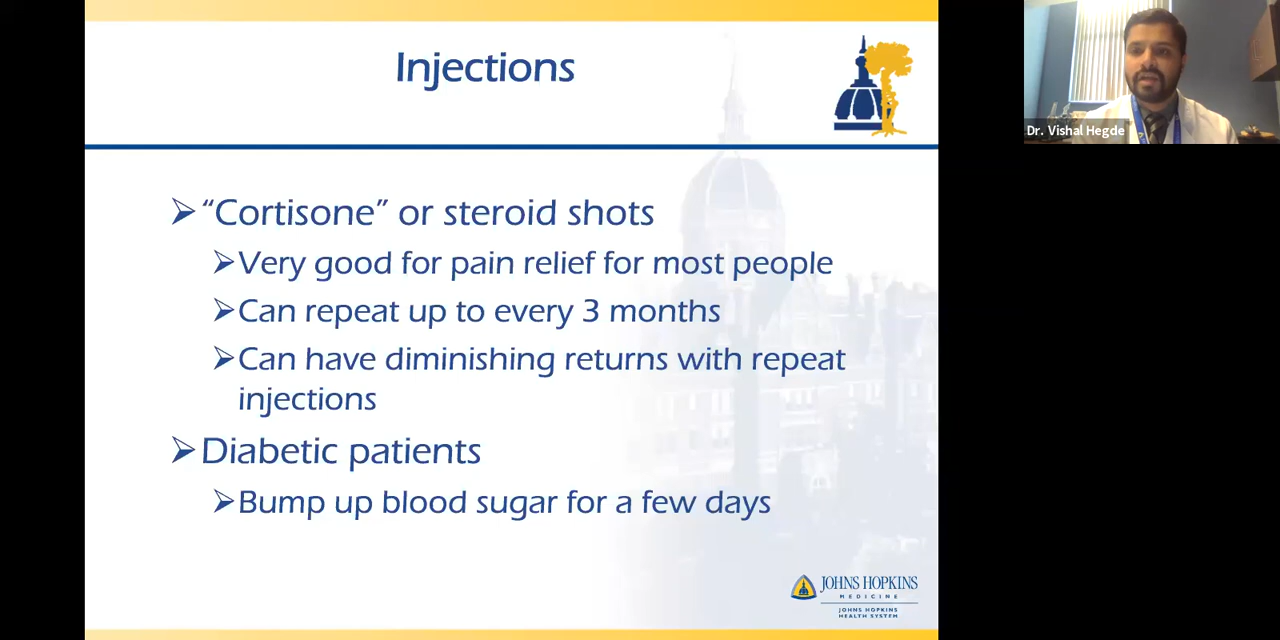 Injections
Dr. Vishal Hegde
➢ “Cortisone” or steroid shots
➢ Very good for pain relief for most people
➢ Can repeat up to every 3 months
➢ Can have diminishing returns with repeat
injections
➢ Diabetic patients
➢ Bump up blood sugar for a few days
JOHNS HOPKINS
MEDICINE
JOHNS HOPKINS
HEALTH SYSTEM